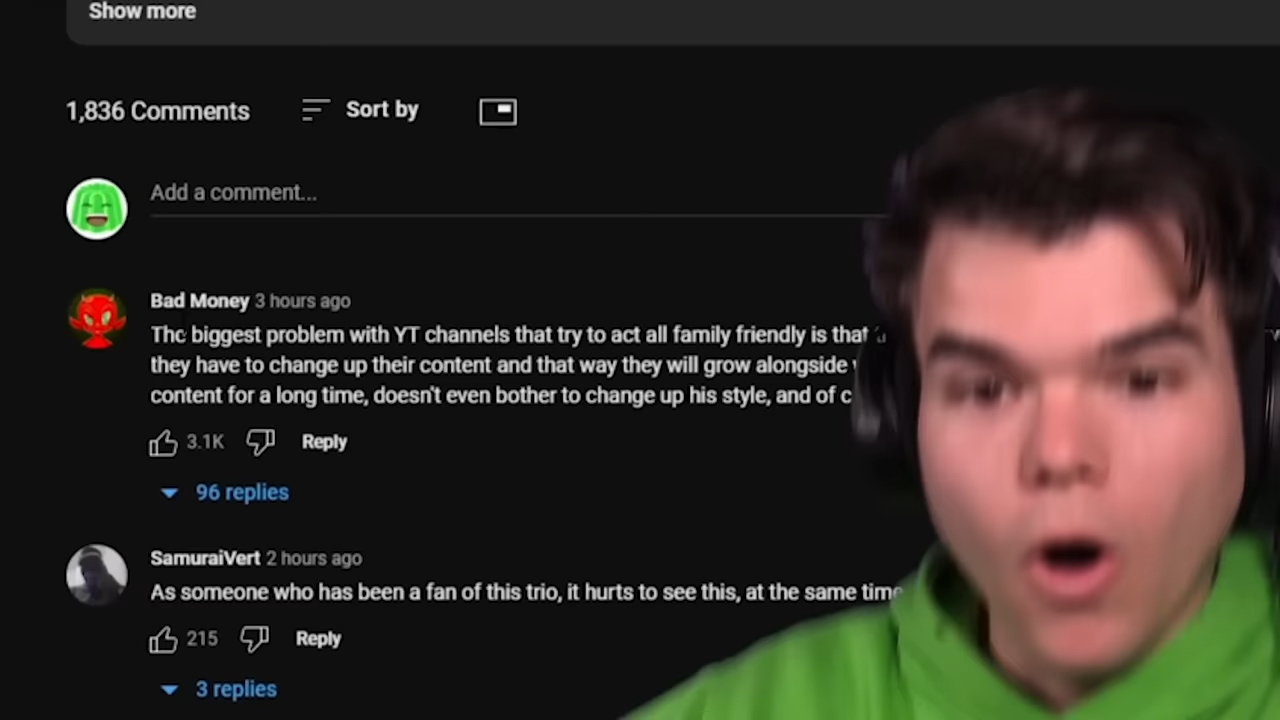 Show more
1,836 Comments
Sort by
Add a comment...
Bad Money 3 hours ago
The biggest problem with YT channels that try to act all family friendly is that
they have to change up their content and that way they will grow alongside
content for a long time, doesn't even bother to change up his style, and of
3.1K
Reply
96 replies
SamuraiVert 2 hours ago
As someone who has been a fan of this trio, it hurts to see this, at the same time
215
Reply
3 replies